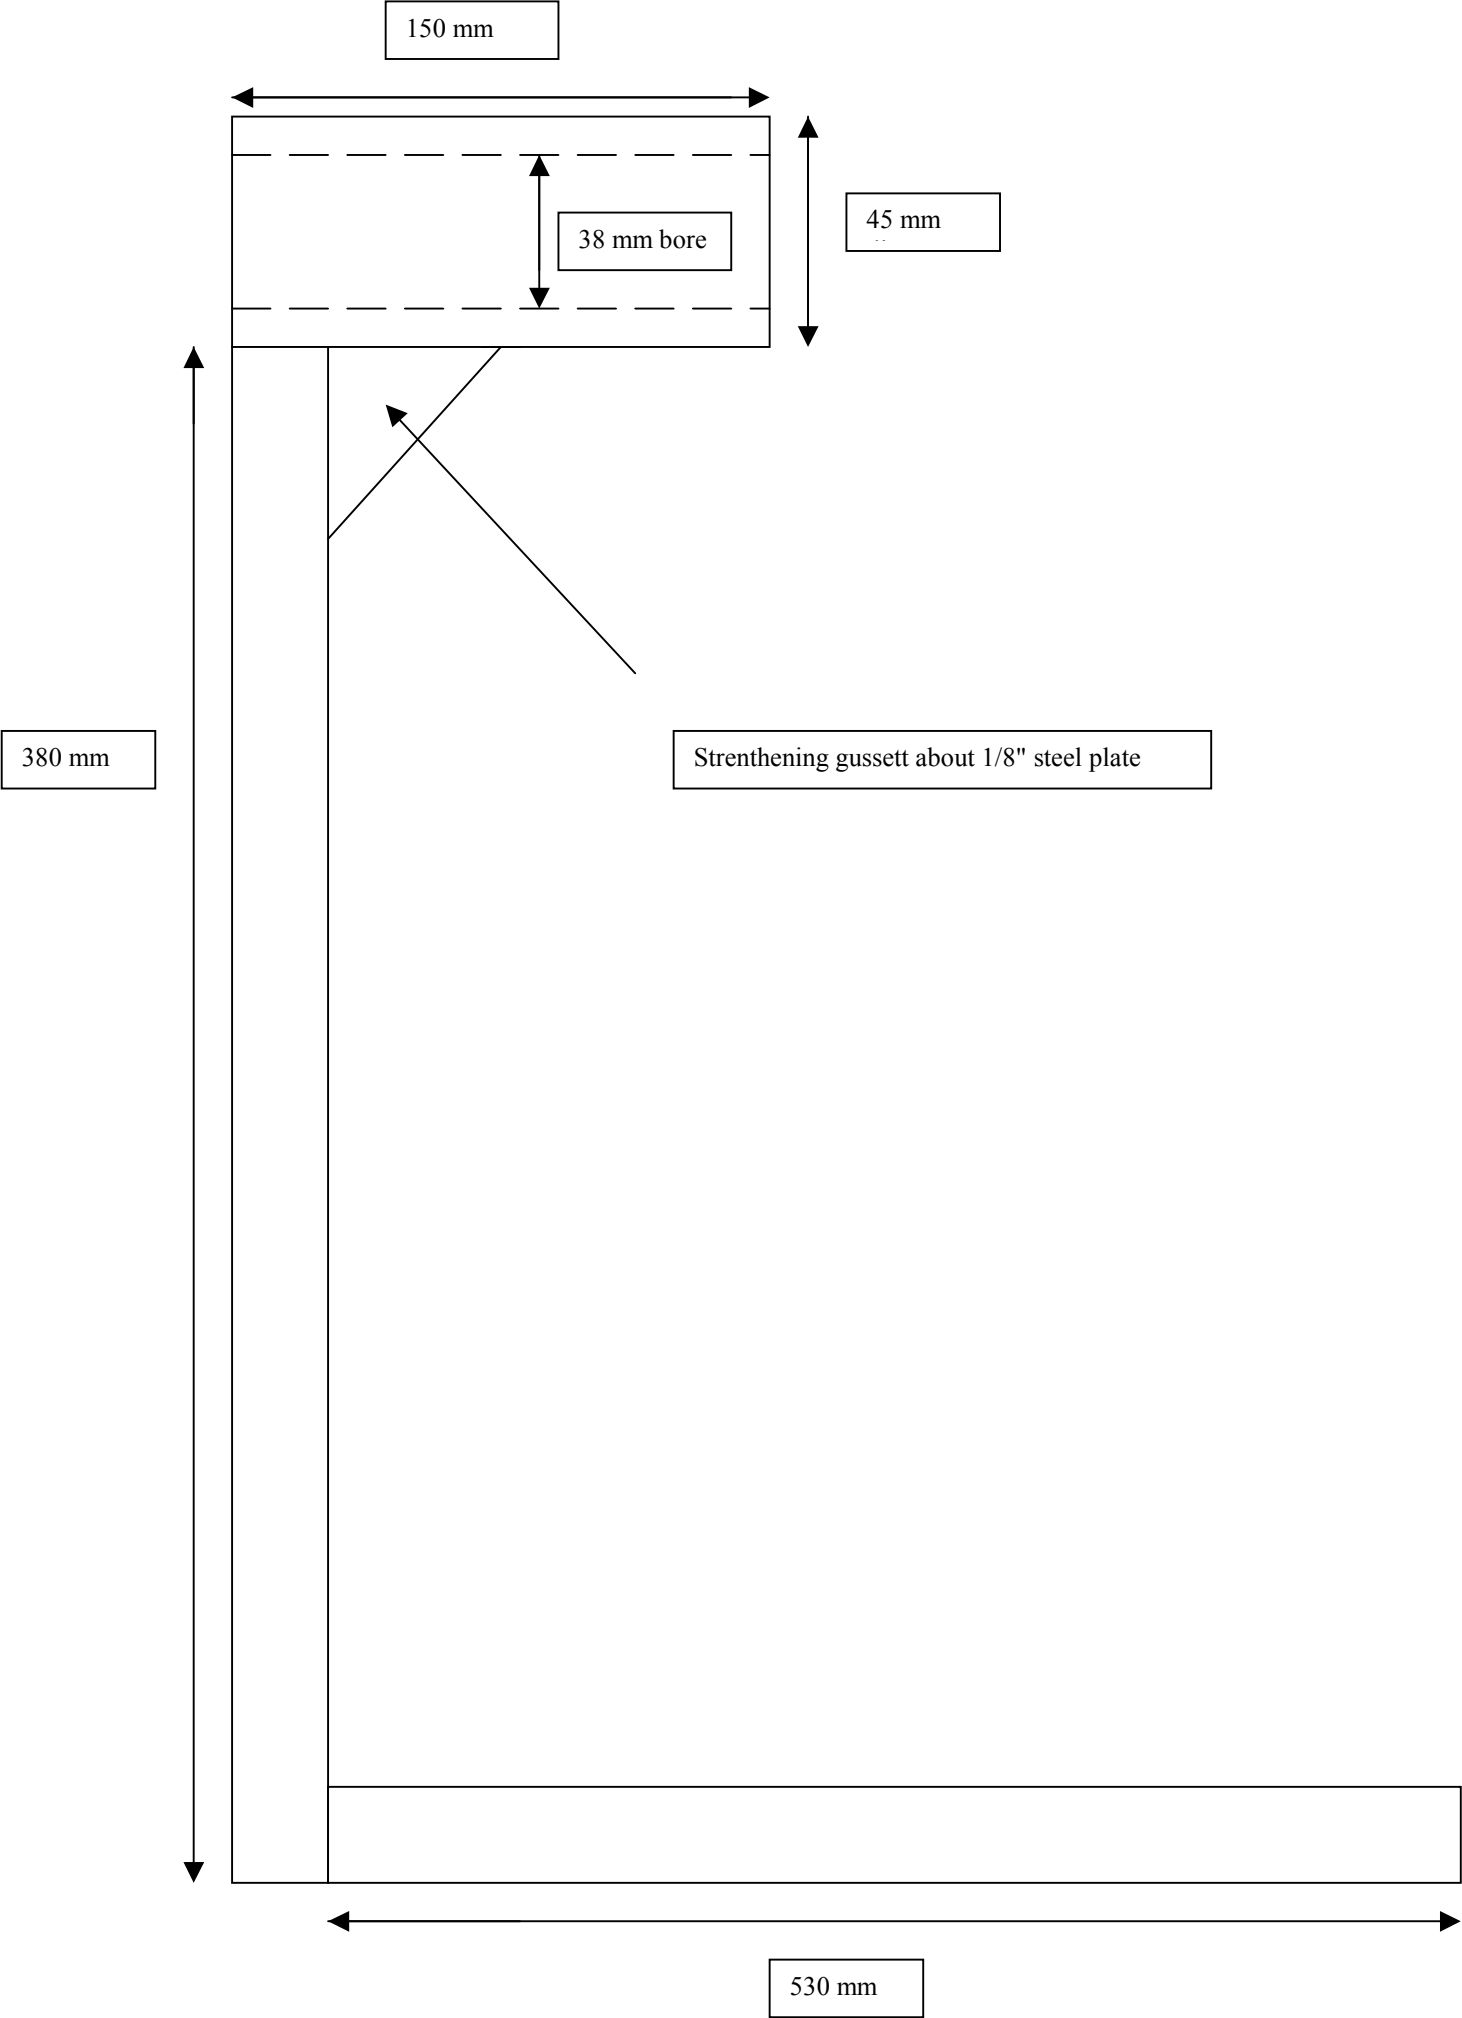 150 mm
45 mm
38 mm bore
380 mm
Strenthening gussett about 1/8" steel plate
530 mm